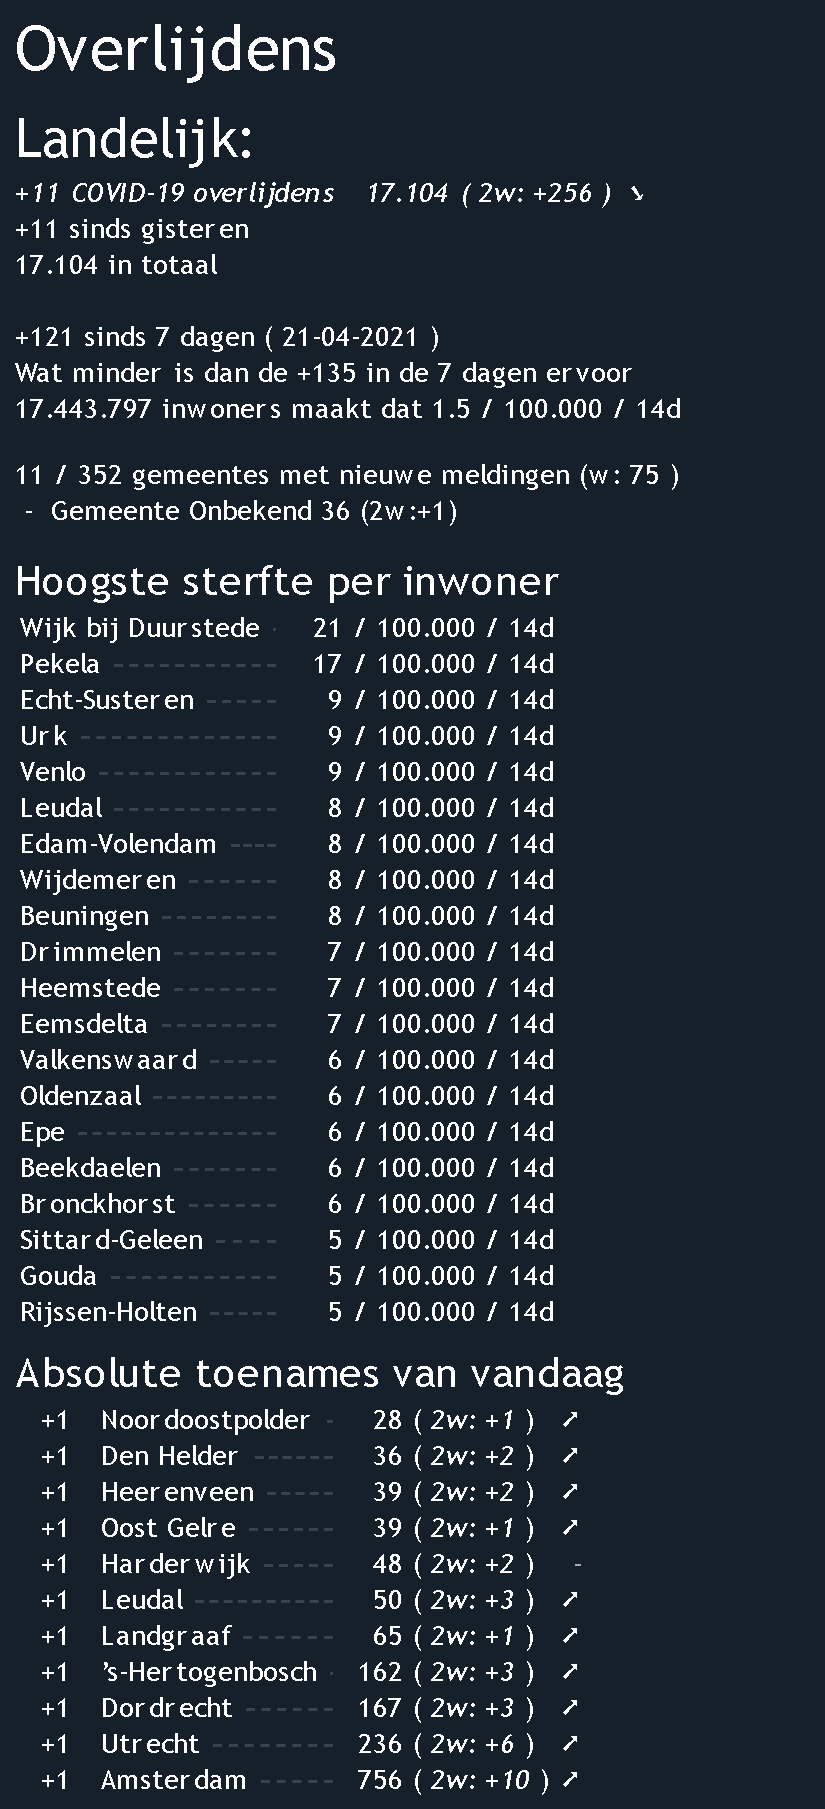 Overlijdens
Landelijk:
+11 COVID-19 overlijdens 17.104 ( 2w: +256 ) ➘
+11 sinds gisteren
17.104 in totaal
+121 sinds 7 dagen ( 21-04-2021 )
Wat minder is dan de +135 in de 7 dagen ervoor
17.443.797 inwoners maakt dat 1.5 / 100.000 / 14d
11 / 352 gemeentes met nieuwe meldingen (w: 75 )
- Gemeente Onbekend 36 (2w:+1)
Hoogste sterfte per inwoner
Wijk bij Duurstede - 21 / 100.000 / 14d
Pekela ----------- 17 / 100.000 / 14d
Echt-Susteren ----- 9 / 100.000 / 14d
Urk ------------- 9 / 100.000 / 14d
Venlo ------------ 9 / 100.000 / 14d
Leudal ----------- 8 / 100.000 / 14d
Edam-Volendam ---- 8 / 100.000 / 14d
Wijdemeren ------ 8 / 100.000 / 14d
Beuningen -------- 8 / 100.000 / 14d
Drimmelen ------- 7 / 100.000 / 14d
Heemstede ------- 7 / 100.000 / 14d
Eemsdelta -------- 7 / 100.000 / 14d
Valkenswaard ----- 6 / 100.000 / 14d
Oldenzaal --------- 6 / 100.000 / 14d
Epe -------------- 6 / 100.000 / 14d
Beekdaelen ------- 6 / 100.000 / 14d
Bronckhorst ------ 6 / 100.000 / 14d
Sittard-Geleen ---- 5 / 100.000 / 14d
Gouda ----------- 5 / 100.000 / 14d
Rijssen-Holten ----- 5 / 100.000 / 14d
Absolute toenames van vandaag
+1 Noordoostpolder - 28 ( 2w: +1 ) ➚
+1 Den Helder ------ 36 ( 2w: +2 ) ➚
+1 Heerenveen ----- 39 ( 2w: +2 ) ➚
+1 Oost Gelre ------ 39 ( 2w: +1 ) ➚
+1 Harderwijk ----- 48 ( 2w: +2 ) -
+1 Leudal ---------- 50 ( 2w: +3 ) ➚
+1 Landgraaf ------ 65 ( 2w: +1 ) ➚
+1 ’s-Hertogenbosch - 162 ( 2w: +3 ) ➚
+1 Dordrecht ------ 167 ( 2w: +3 ) ➚
+1 Utrecht -------- 236 ( 2w: +6 ) ➚
+1 Amsterdam ----- 756 ( 2w: +10 ) ➚